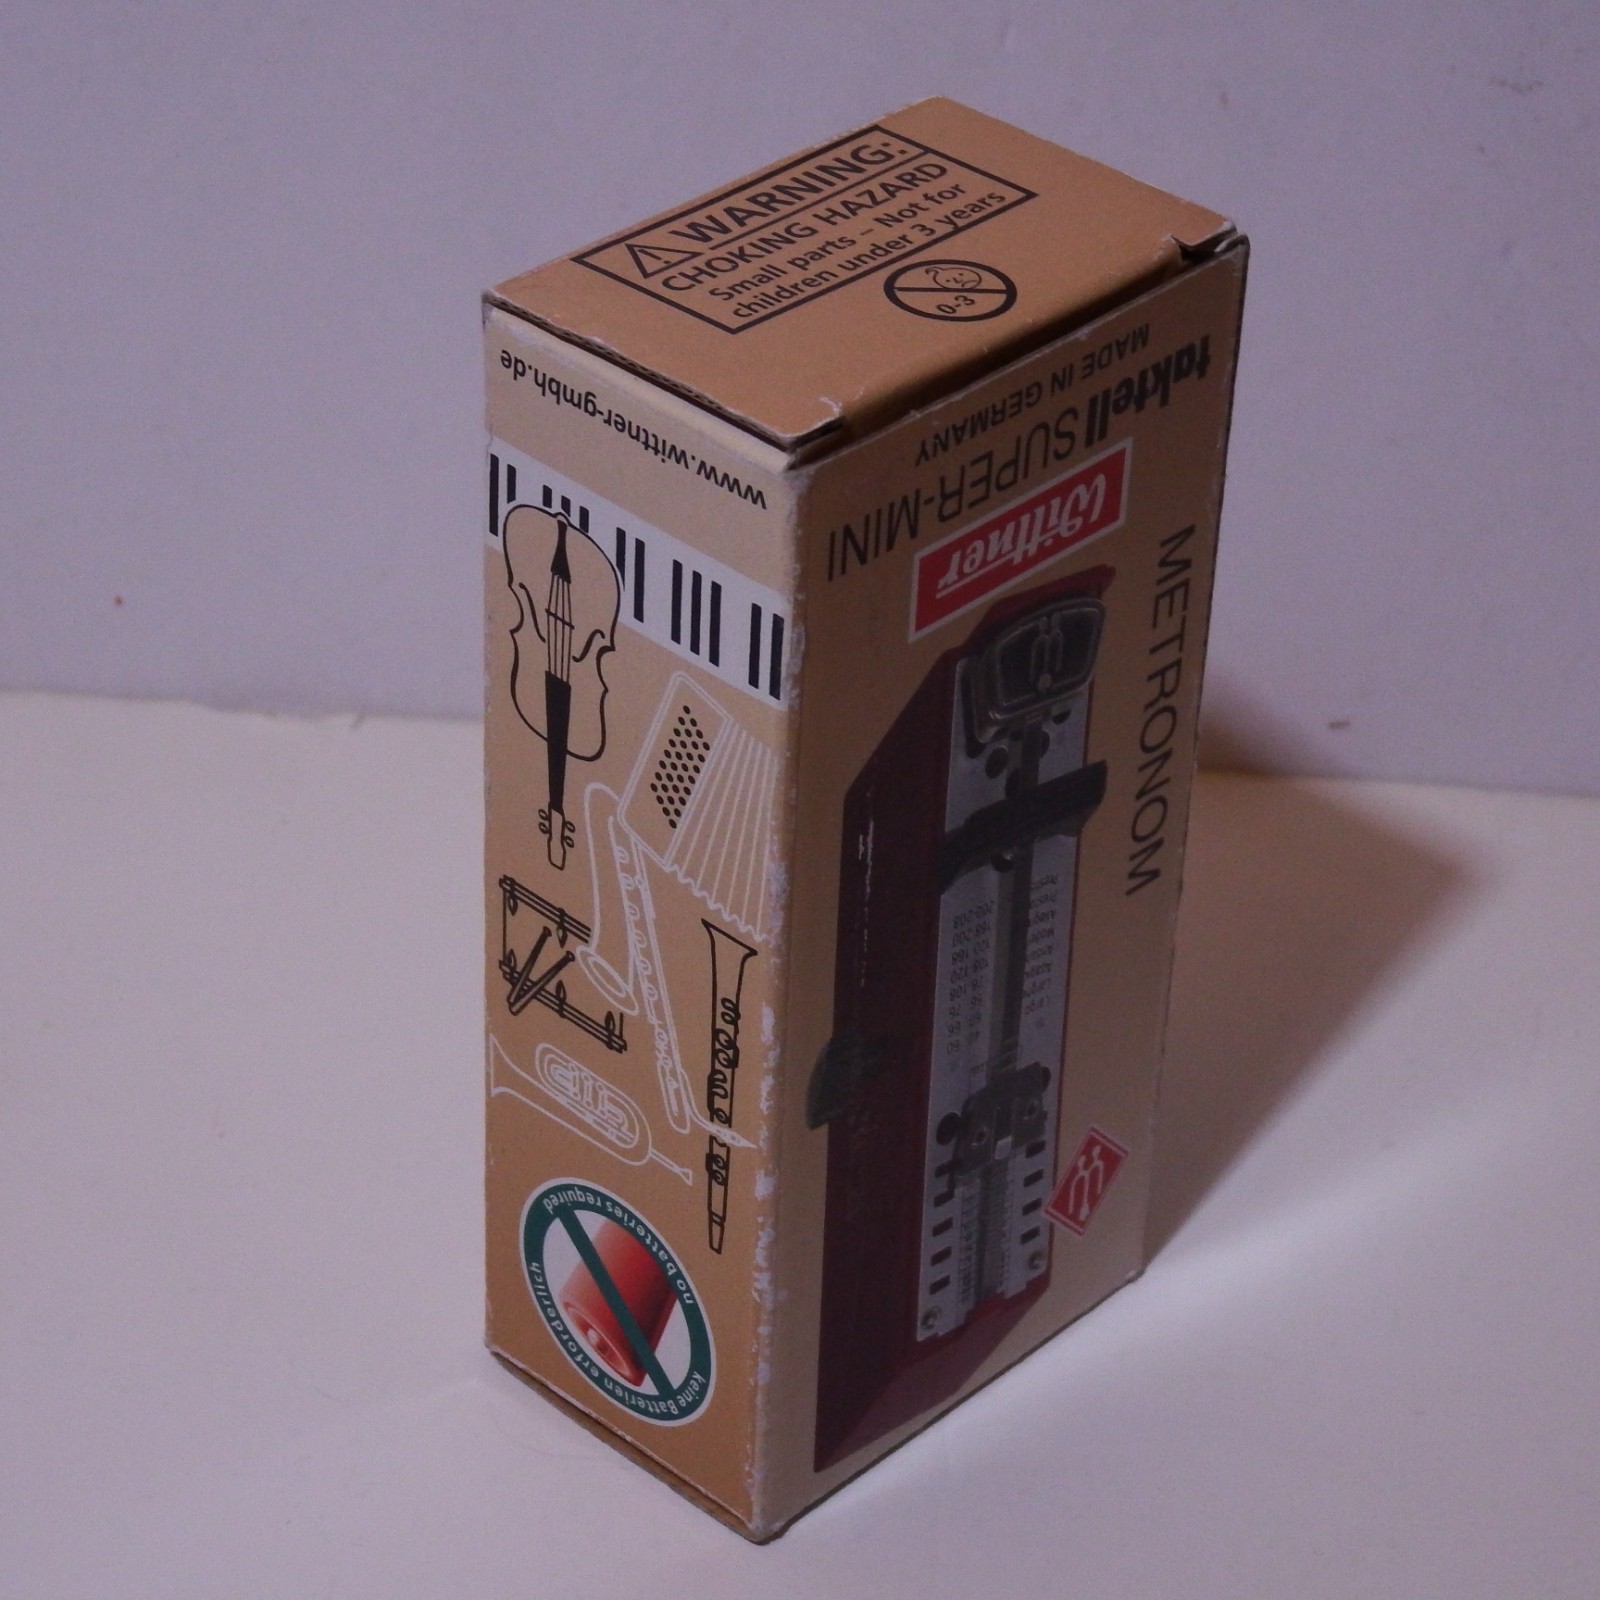 WARNING:
CHOKING HAZARD
Small parts – Not for
children under 3 years
0-3
www.wittner-gmbh.de
no batteries required
keine Batterien erforderlich
taktell SUPER-MINI
MADE IN GERMANY
Wittner
METRONOM